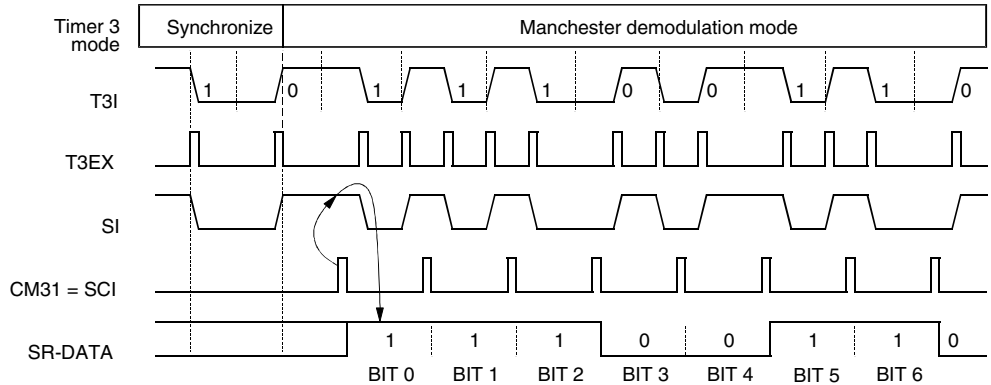 Timer 3 mode Synchronize Manchester demodulation mode
T3I 1 0 1 1 1 0 0 1 1 0
T3EX
SI
CM31 = SCI
SR-DATA 1 1 1 0 0 1 1 0
BIT 0 BIT 1 BIT 2 BIT 3 BIT 4 BIT 5 BIT 6